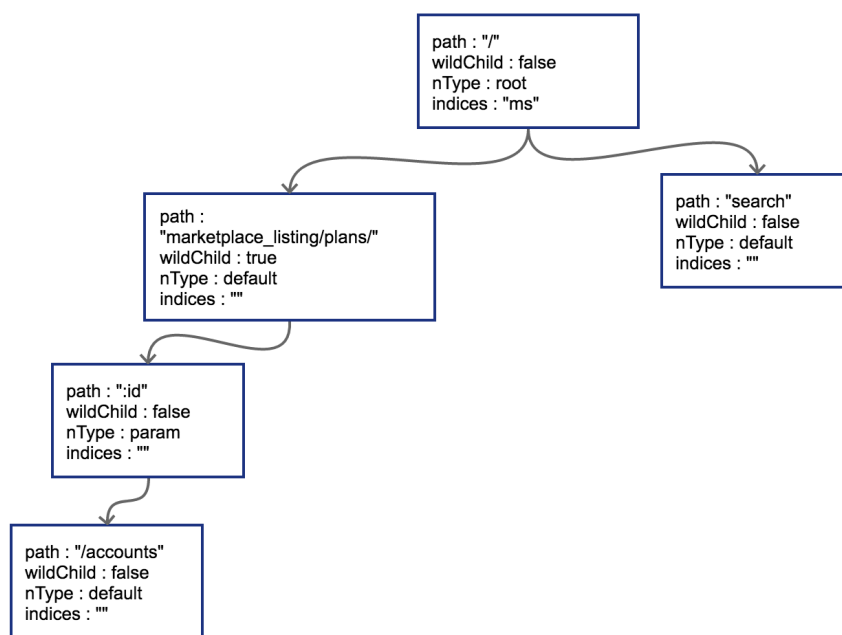 path : "/"
wildChild : false
nType : root
indices : "ms"
path :
"marketplace_listing/plans/"
wildChild : true
nType : default
indices : ""
path : "search"
wildChild : false
nType : default
indices : ""
path : ":id"
wildChild : false
nType : param
indices : ""
path : "/accounts"
wildChild : false
nType : default
indices : ""